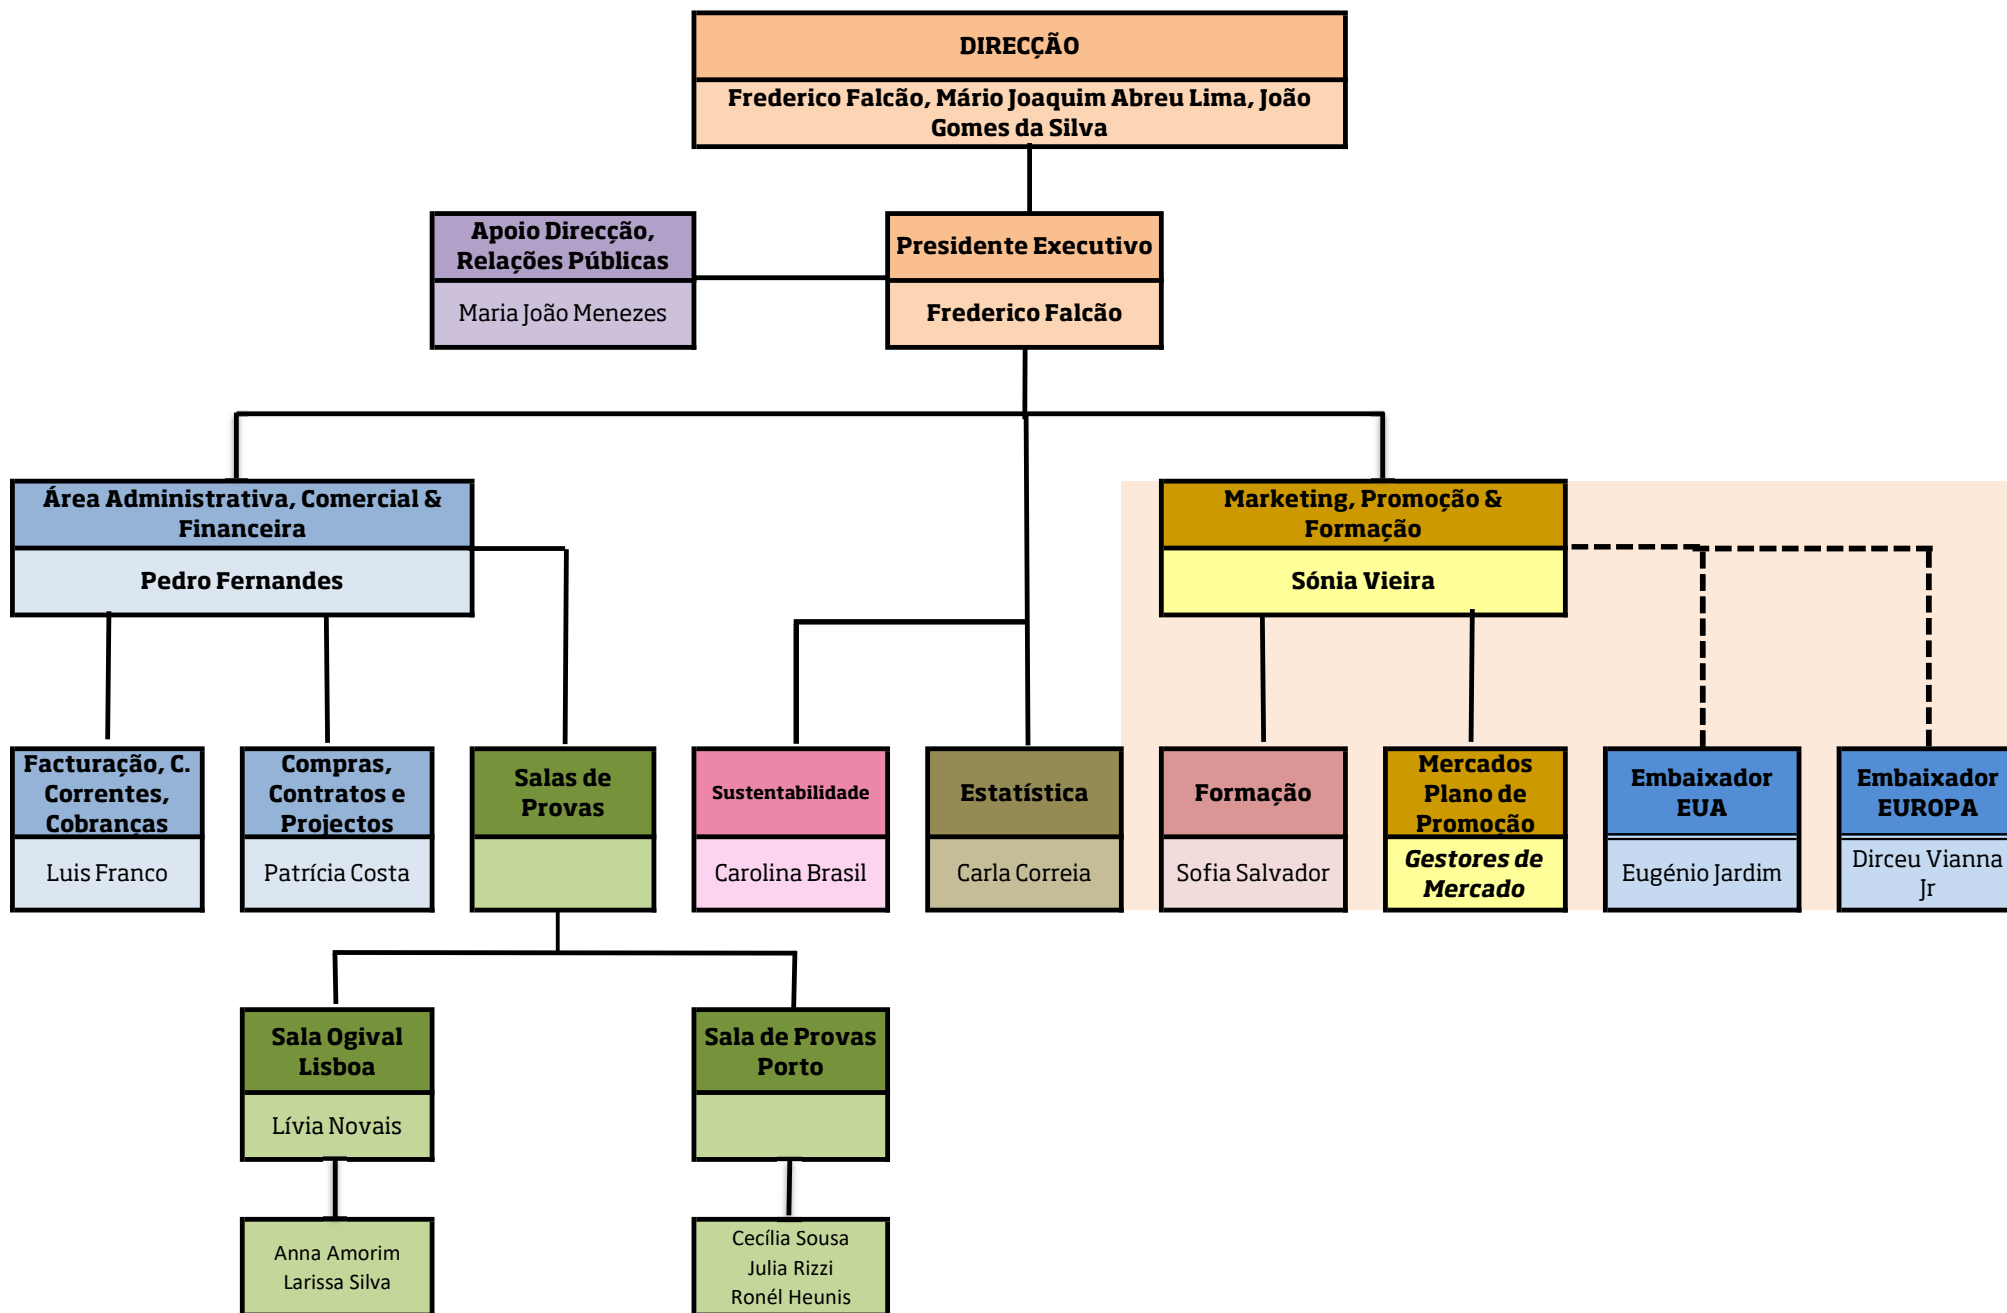 DIRECÇÃO
Frederico Falcão, Mário Joaquim Abreu Lima, João
Gomes da Silva
Apoio Direcção,
Relações Públicas
Maria João Menezes
Presidente Executivo
Frederico Falcão
Área Administrativa, Comercial &
Financeira
Pedro Fernandes
Marketing, Promoção &
Formação
Sónia Vieira
Facturação, C.
Correntes,
Cobranças
Luis Franco
Compras,
Contratos e
Projectos
Patrícia Costa
Salas de
Provas
Sustentabilidade
Carolina Brasil
Estatística
Carla Correia
Formação
Sofia Salvador
Mercados
Plano de
Promoção
Gestores de
Mercado
Embaixador
EUA
Eugénio Jardim
Embaixador
EUROPA
Dirceu Vianna
Jr
Sala Ogival
Lisboa
Lívia Novais
Sala de Provas
Porto
Anna Amorim
Larissa Silva
Cecília Sousa
Julia Rizzi
Ronél Heunis